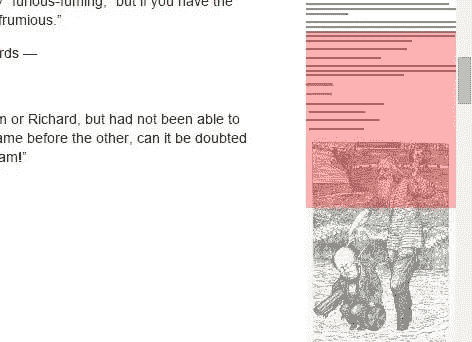 "furious-fuming," but if you have the
frumious."
rds —
m or Richard, but had not been able to
ame before the other, can it be doubted
am!"